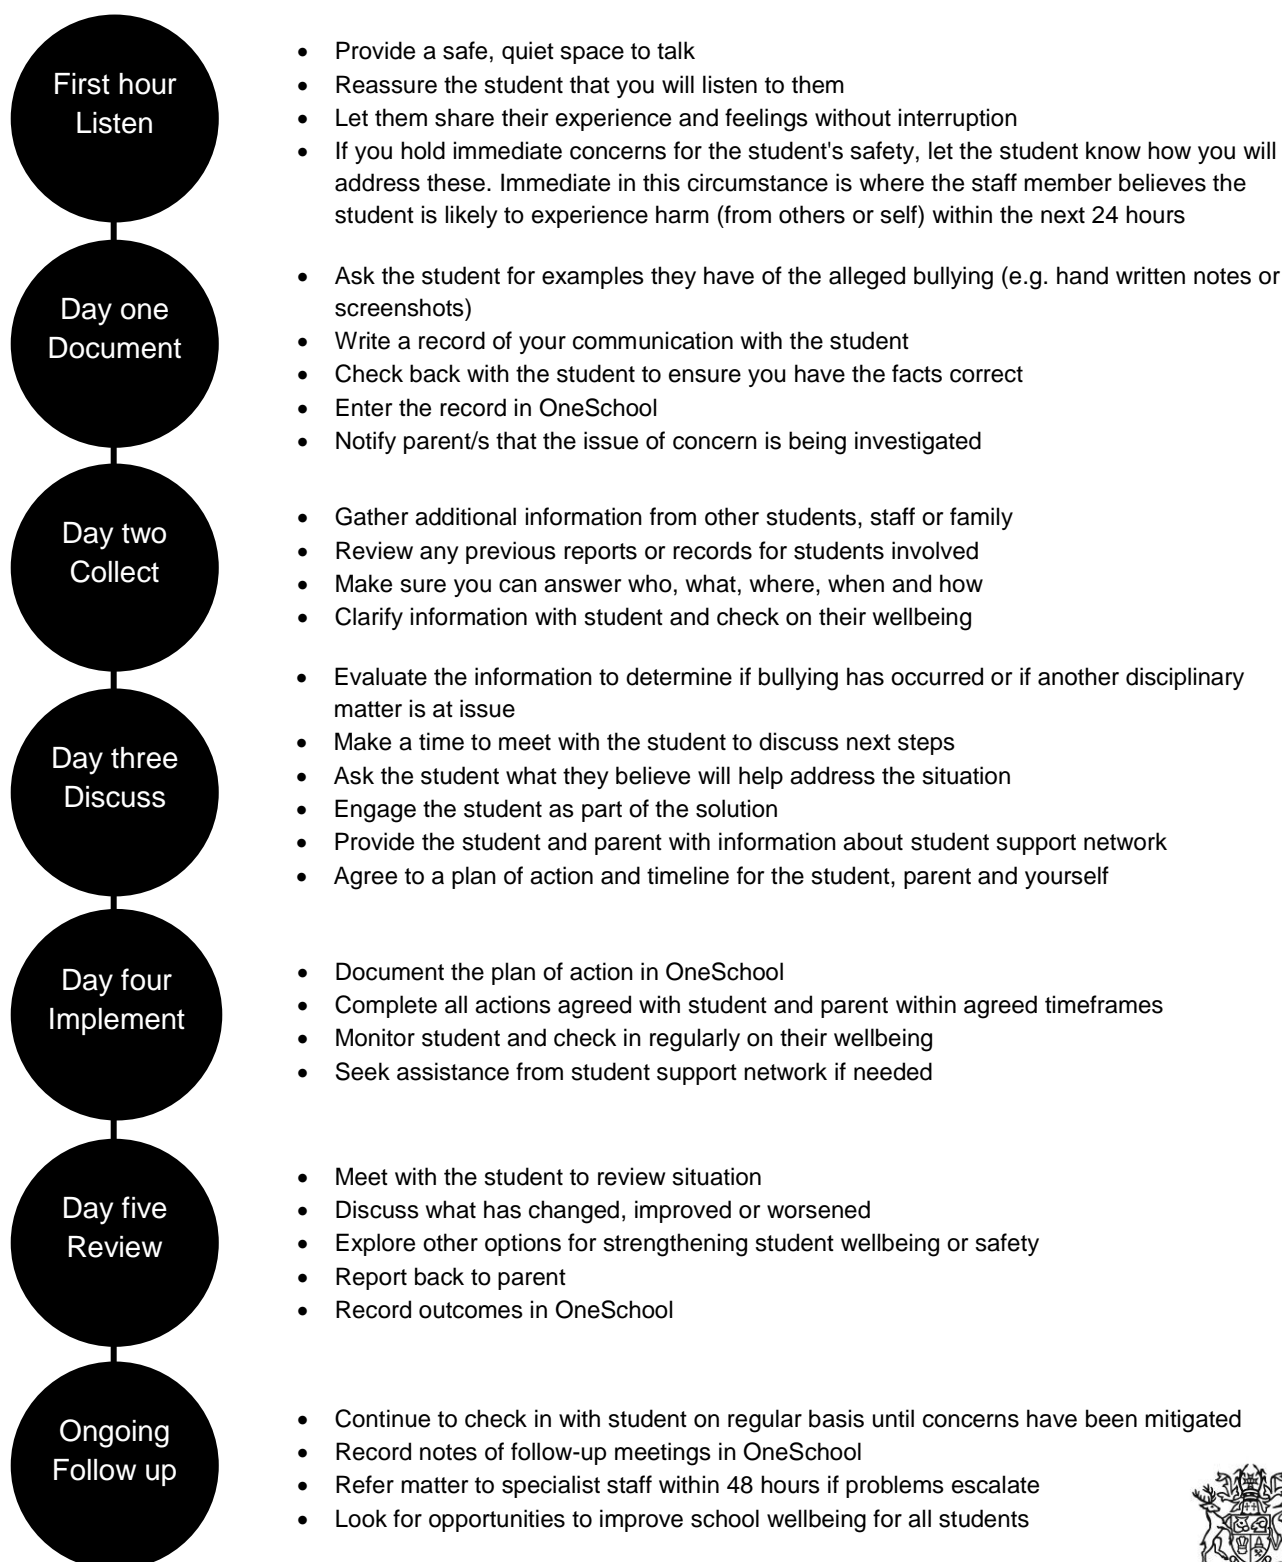 First hour
Listen
• Provide a safe, quiet space to talk
• Reassure the student that you will listen to them
• Let them share their experience and feelings without interruption
• If you hold immediate concerns for the student's safety, let the student know how you will
address these. Immediate in this circumstance is where the staff member believes the
student is likely to experience harm (from others or self) within the next 24 hours
Day one
Document
• Ask the student for examples they have of the alleged bullying (e.g. hand written notes or
screenshots)
• Write a record of your communication with the student
• Check back with the student to ensure you have the facts correct
• Enter the record in OneSchool
• Notify parent/s that the issue of concern is being investigated
Day two
Collect
• Gather additional information from other students, staff or family
• Review any previous reports or records for students involved
• Make sure you can answer who, what, where, when and how
• Clarify information with student and check on their wellbeing
Day three
Discuss
• Evaluate the information to determine if bullying has occurred or if another disciplinary
matter is at issue
• Make a time to meet with the student to discuss next steps
• Ask the student what they believe will help address the situation
• Engage the student as part of the solution
• Provide the student and parent with information about student support network
• Agree to a plan of action and timeline for the student, parent and yourself
Day four
Implement
• Document the plan of action in OneSchool
• Complete all actions agreed with student and parent within agreed timeframes
• Monitor student and check in regularly on their wellbeing
• Seek assistance from student support network if needed
Day five
Review
• Meet with the student to review situation
• Discuss what has changed, improved or worsened
• Explore other options for strengthening student wellbeing or safety
• Report back to parent
• Record outcomes in OneSchool
Ongoing
Follow up
• Continue to check in with student on regular basis until concerns have been mitigated
• Record notes of follow-up meetings in OneSchool
• Refer matter to specialist staff within 48 hours if problems escalate
• Look for opportunities to improve school wellbeing for all students